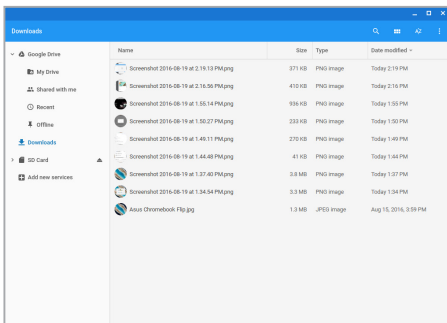 Downloads
AZ
Google Drive
My Drive
Shared with me
Recent
Offline
Downloads
SD Card
Add new services
Name Size Type Date modified
Screenshot 2016-08-19 at 2.19.13 PM.png 371 KB PNG image Today 2:19 PM
Screenshot 2016-08-19 at 2.16.56 PM.png 410 KB PNG image Today 2:16 PM
Screenshot 2016-08-19 at 1.55.14 PM.png 936 KB PNG image Today 1:55 PM
Screenshot 2016-08-19 at 1.50.27 PM.png 233 KB PNG image Today 1:50 PM
Screenshot 2016-08-19 at 1.49.11 PM.png 270 KB PNG image Today 1:49 PM
Screenshot 2016-08-19 at 1.44.48 PM.png 41 KB PNG image Today 1:44 PM
Screenshot 2016-08-19 at 1.37.40 PM.png 3.8 MB PNG image Today 1:37 PM
Screenshot 2016-08-19 at 1.34.54 PM.png 3.3 MB PNG image Today 1:34 PM
Asus Chromebook Flip.jpg 1.3 MB JPEG image Aug 15, 2016, 3:59 PM